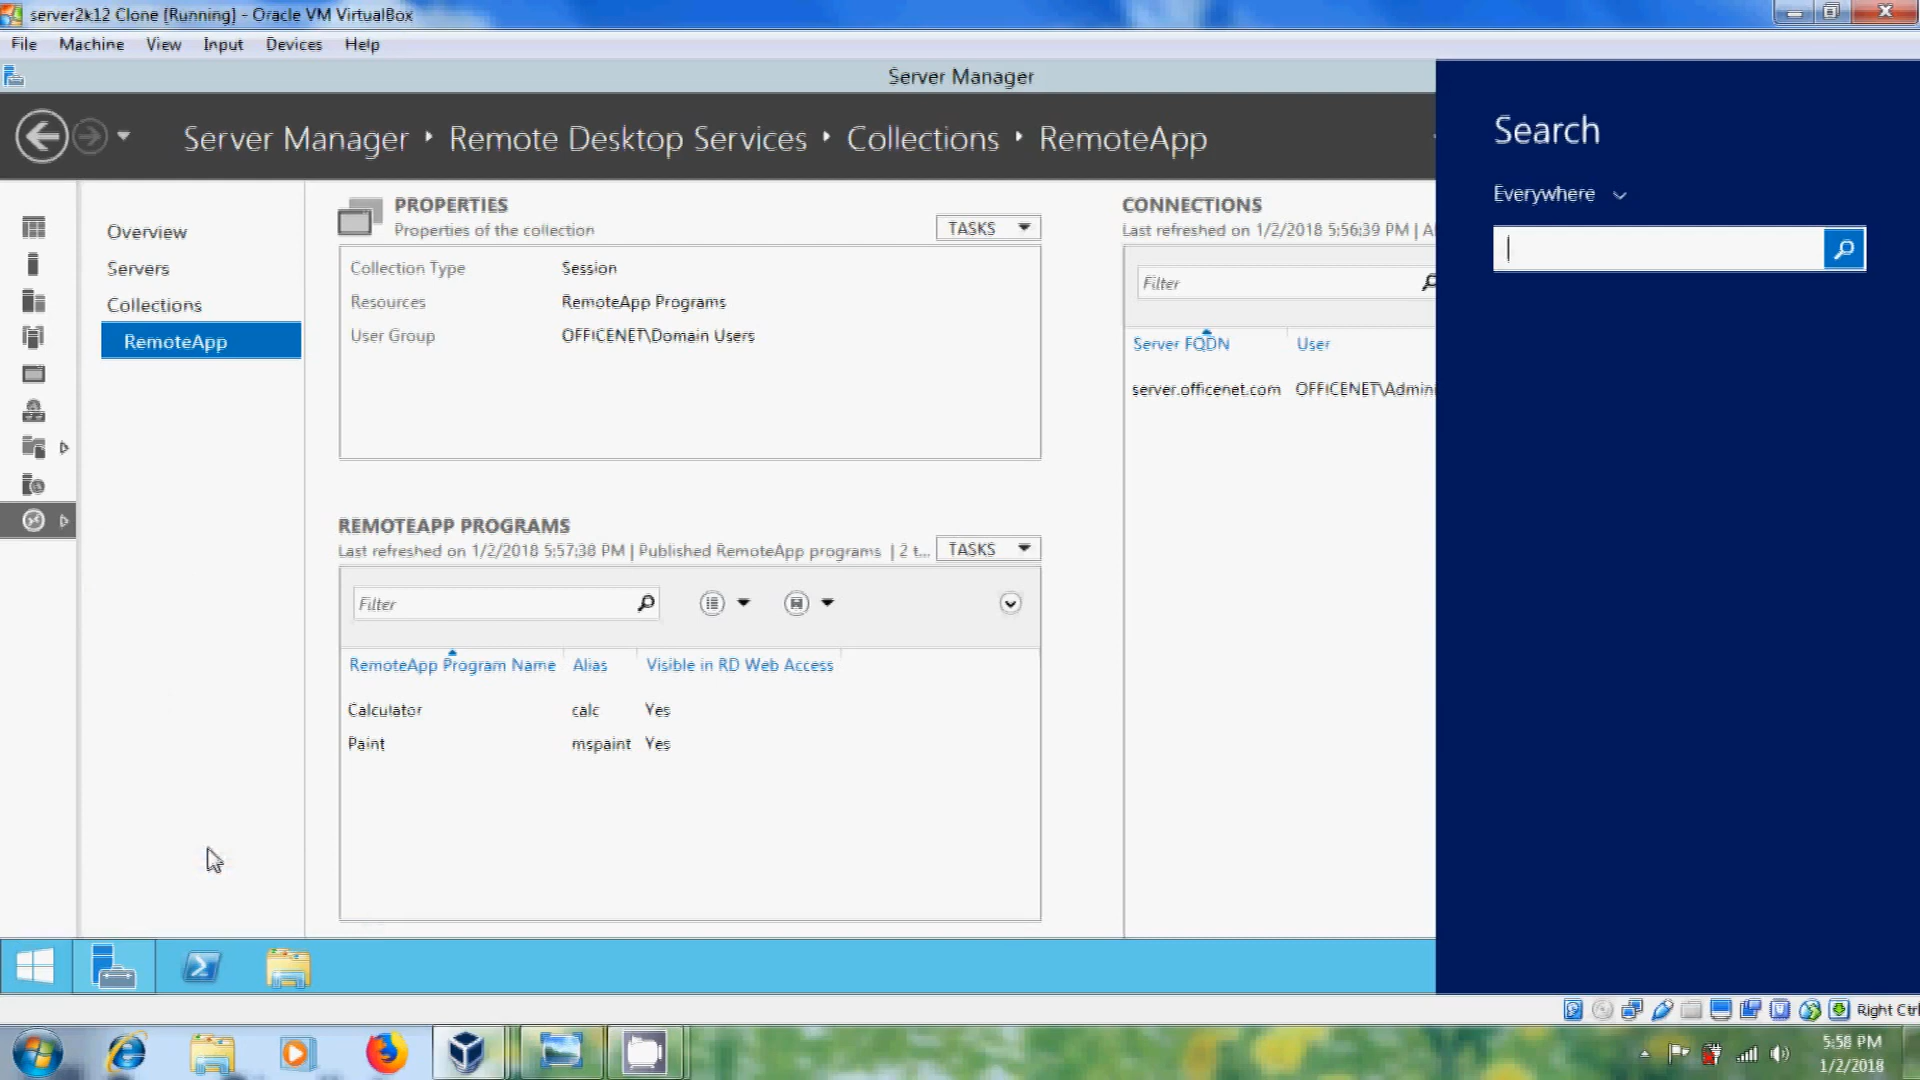 server2k12 Clone [Running] - Oracle VM VirtualBox
File Machine View Input Devices Help
Server Manager
Server Manager Remote Desktop Services Collections RemoteApp
Overview
Servers
Collections
RemoteApp
PROPERTIES
Properties of the collection
TASKS
Collection Type Session
Resources RemoteApp Programs
User Group OFFICENET\Domain Users
REMOTEAPP PROGRAMS
Last refreshed on 1/2/2018 5:57:38 PM | Published RemoteApp programs | 2 t...
TASKS
Filter
RemoteApp Program Name Alias Visible in RD Web Access
Calculator calc Yes
Paint mspaint Yes
CONNECTIONS
Last refreshed on 1/2/2018 5:56:39 PM | A
Filter
Server FQDN User
server.officenet.com OFFICENET\Admini
Search
Everywhere
Right Ctrl
5:58 PM
1/2/2018